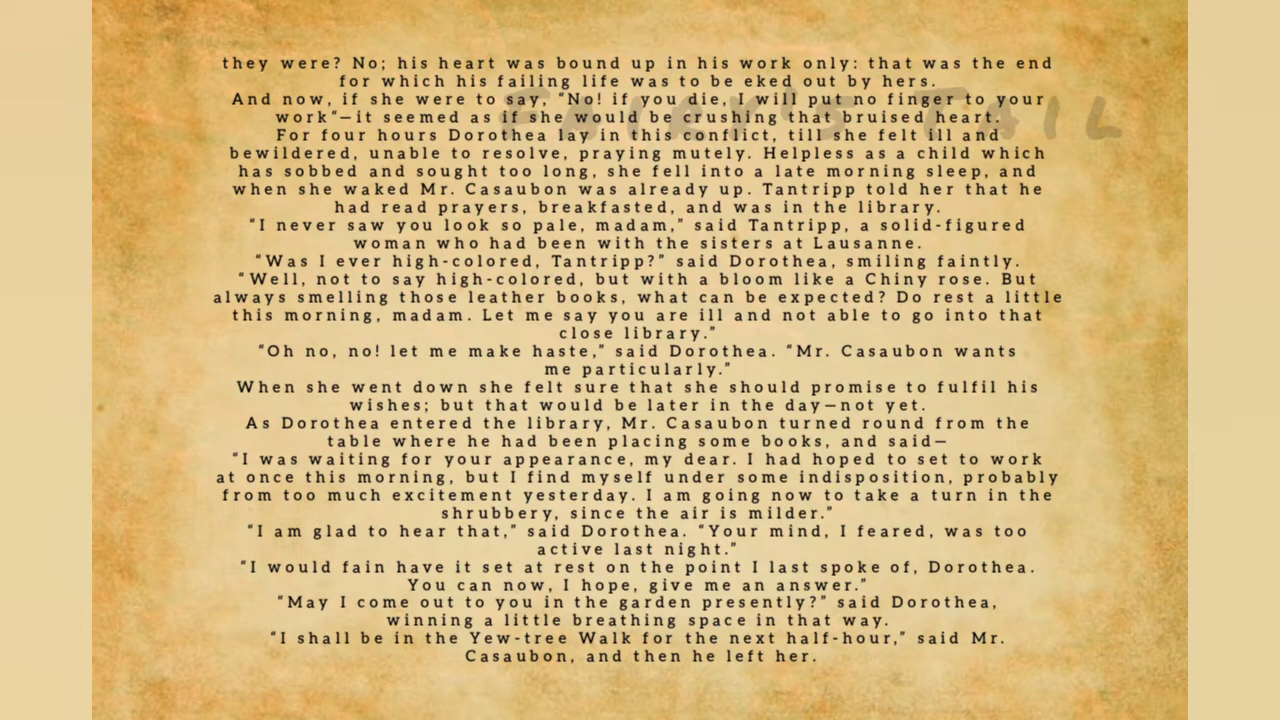 they were? No; his heart was bound up in his work only: that was the end
for which his failing life was to be eked out by hers.
And now, if she were to say, “No! if you die, I will put no finger to your
work”—it seemed as if she would be crushing that bruised heart.
For four hours Dorothea lay in this conflict, till she felt ill and
bewildered, unable to resolve, praying mutely. Helpless as a child which
has sobbed and sought too long, she fell into a late morning sleep, and
when she waked Mr. Casaubon was already up. Tantripp told her that he
had read prayers, breakfasted, and was in the library.
“I never saw you look so pale, madam,” said Tantripp, a solid-figured
woman who had been with the sisters at Lausanne.
“Was I ever high-colored, Tantripp?” said Dorothea, smiling faintly.
“Well, not to say high-colored, but with a bloom like a Chiny rose. But
always smelling those leather books, what can be expected? Do rest a little
this morning, madam. Let me say you are ill and not able to go into that
close library.”
“Oh no, no! let me make haste,” said Dorothea. “Mr. Casaubon wants
me particularly.”
When she went down she felt sure that she should promise to fulfil his
wishes; but that would be later in the day—not yet.
As Dorothea entered the library, Mr. Casaubon turned round from the
table where he had been placing some books, and said—
“I was waiting for your appearance, my dear. I had hoped to set to work
at once this morning, but I find myself under some indisposition, probably
from too much excitement yesterday. I am going now to take a turn in the
shrubbery, since the air is milder.”
“I am glad to hear that,” said Dorothea. “Your mind, I feared, was too
active last night.”
“I would fain have it set at rest on the point I last spoke of, Dorothea.
You can now, I hope, give me an answer.”
“May I come out to you in the garden presently?” said Dorothea,
winning a little breathing space in that way.
“I shall be in the Yew-tree Walk for the next half-hour,” said Mr.
Casaubon, and then he left her.